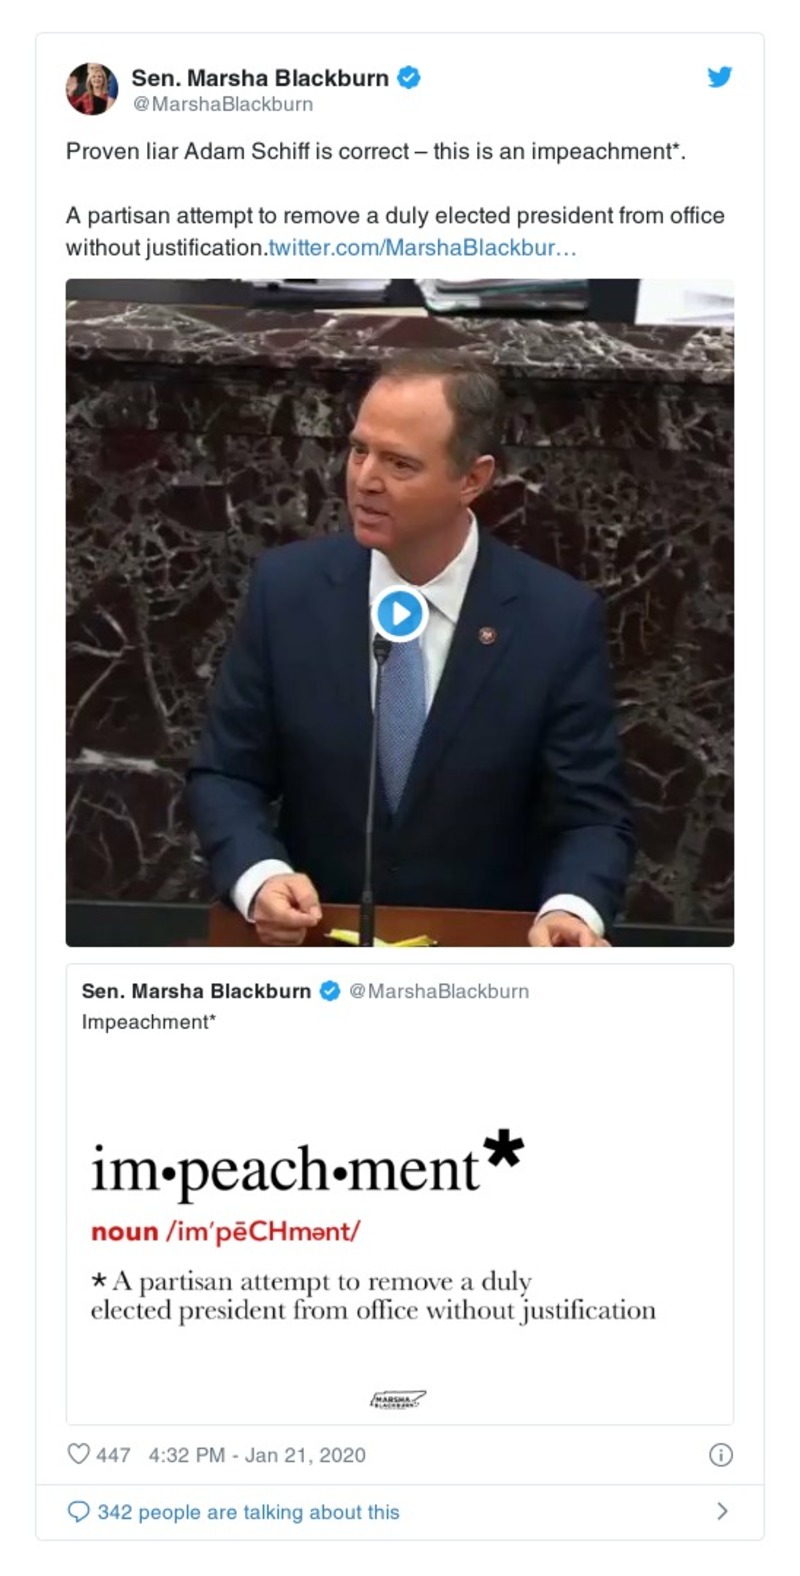 Sen. Marsha Blackburn
@MarshaBlackburn
Proven liar Adam Schiff is correct – this is an impeachment*.
A partisan attempt to remove a duly elected president from office
without justification.twitter.com/MarshaBlackbur…
Sen. Marsha Blackburn @MarshaBlackburn
Impeachment*
im•peach•ment*
noun /im'pēCHmənt/
* A partisan attempt to remove a duly
elected president from office without justification
MARSHA
BLACKBURN
447 4:32 PM - Jan 21, 2020
342 people are talking about this